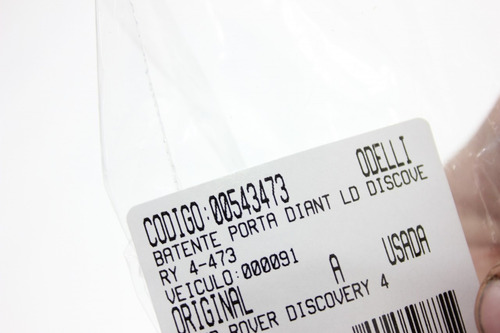 ODELLI
CODIGO:00543473
BATENTE PORTA DIANT LD DISCOVE
RY 4-473
VEICULO:000091 A USADA
ORIGINAL
ROVER DISCOVERY 4